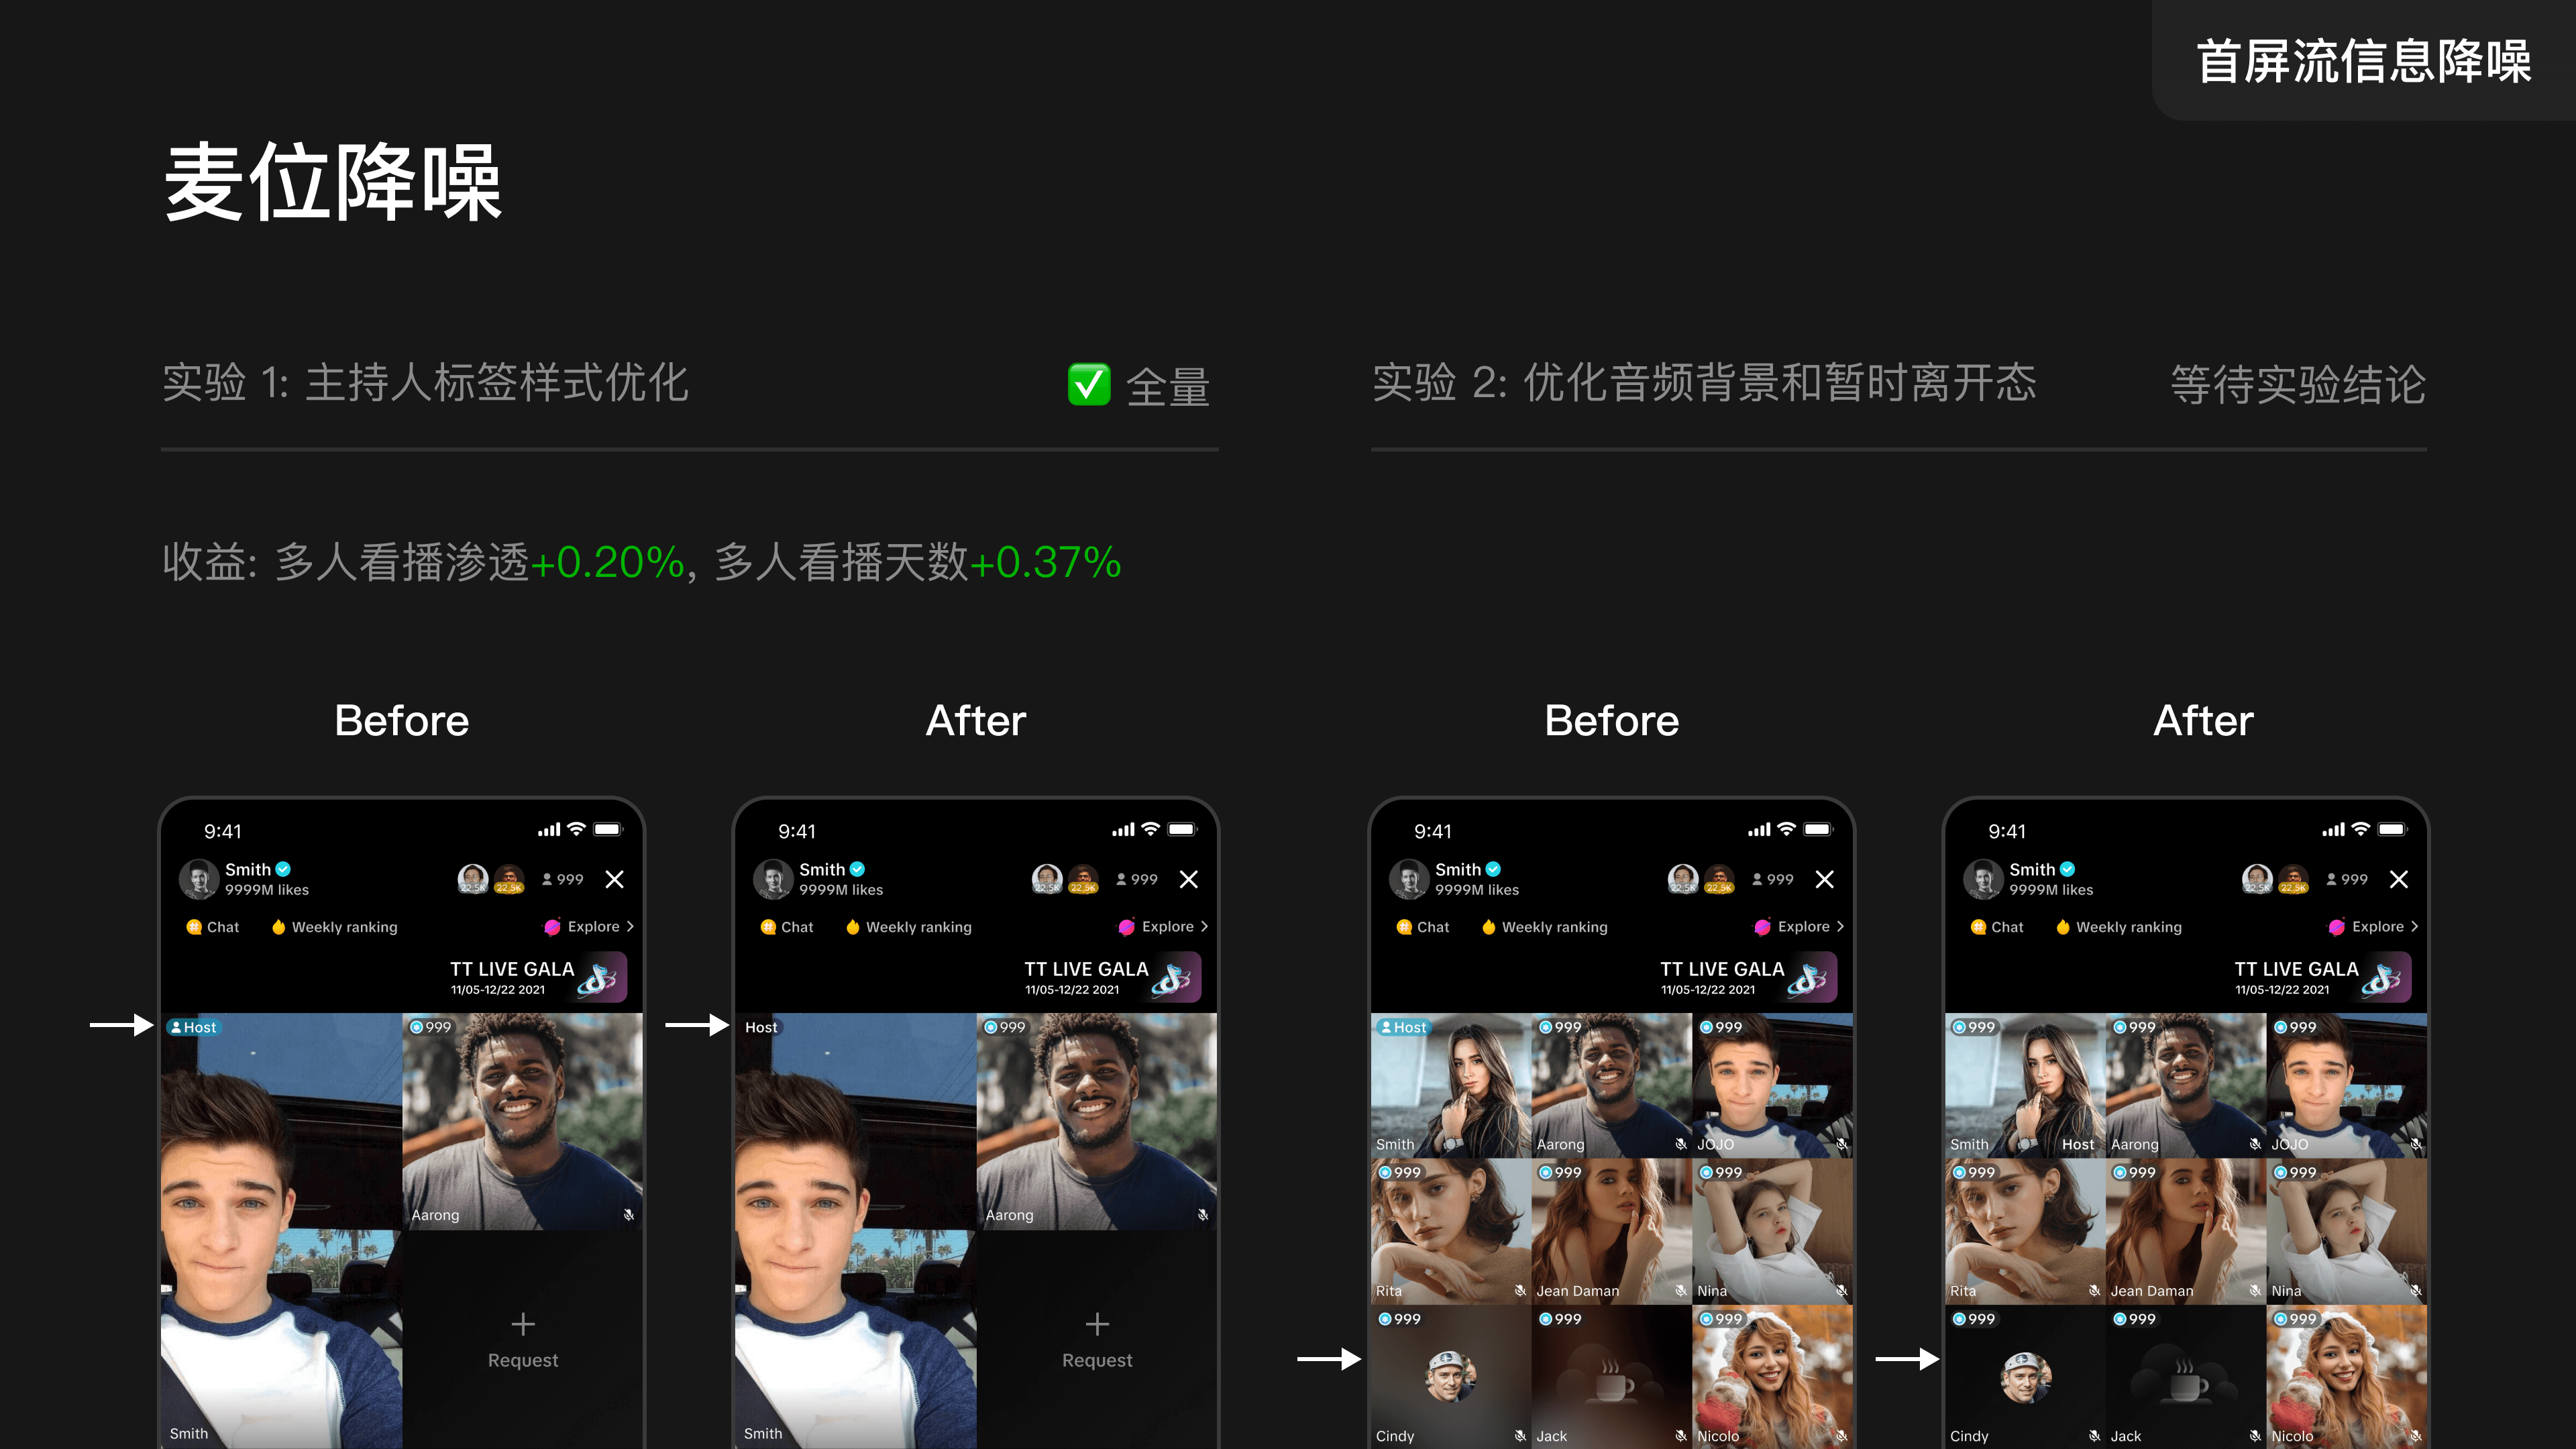 首屏流信息降噪
麦位降噪
实验 1: 主持人标签样式优化
✅ 全量
收益: 多人看播渗透+0.20%, 多人看播天数+0.37%
Before
After
9:41
Smith
9999M likes
22.5K
22.5K
999
Chat
Weekly ranking
Explore
TT LIVE GALA
11/05-12/22 2021
Host
999
Aarong
Request
Smith
9:41
Smith
9999M likes
22.5K
22.5K
999
Chat
Weekly ranking
Explore
TT LIVE GALA
11/05-12/22 2021
Host
999
Aarong
Request
Smith
实验 2: 优化音频背景和暂时离开态
等待实验结论
Before
After
9:41
Smith
9999M likes
22.5K
22.5K
999
Chat
Weekly ranking
Explore
TT LIVE GALA
11/05-12/22 2021
Host
999
999
Smith
Aarong
JOJO
999
999
999
Rita
Jean Daman
Nina
999
999
999
Cindy
Jack
Nicolo
9:41
Smith
9999M likes
22.5K
22.5K
999
Chat
Weekly ranking
Explore
TT LIVE GALA
11/05-12/22 2021
999
999
999
Smith
Host
Aarong
JOJO
999
999
999
Rita
Jean Daman
Nina
999
999
999
Cindy
Jack
Nicolo